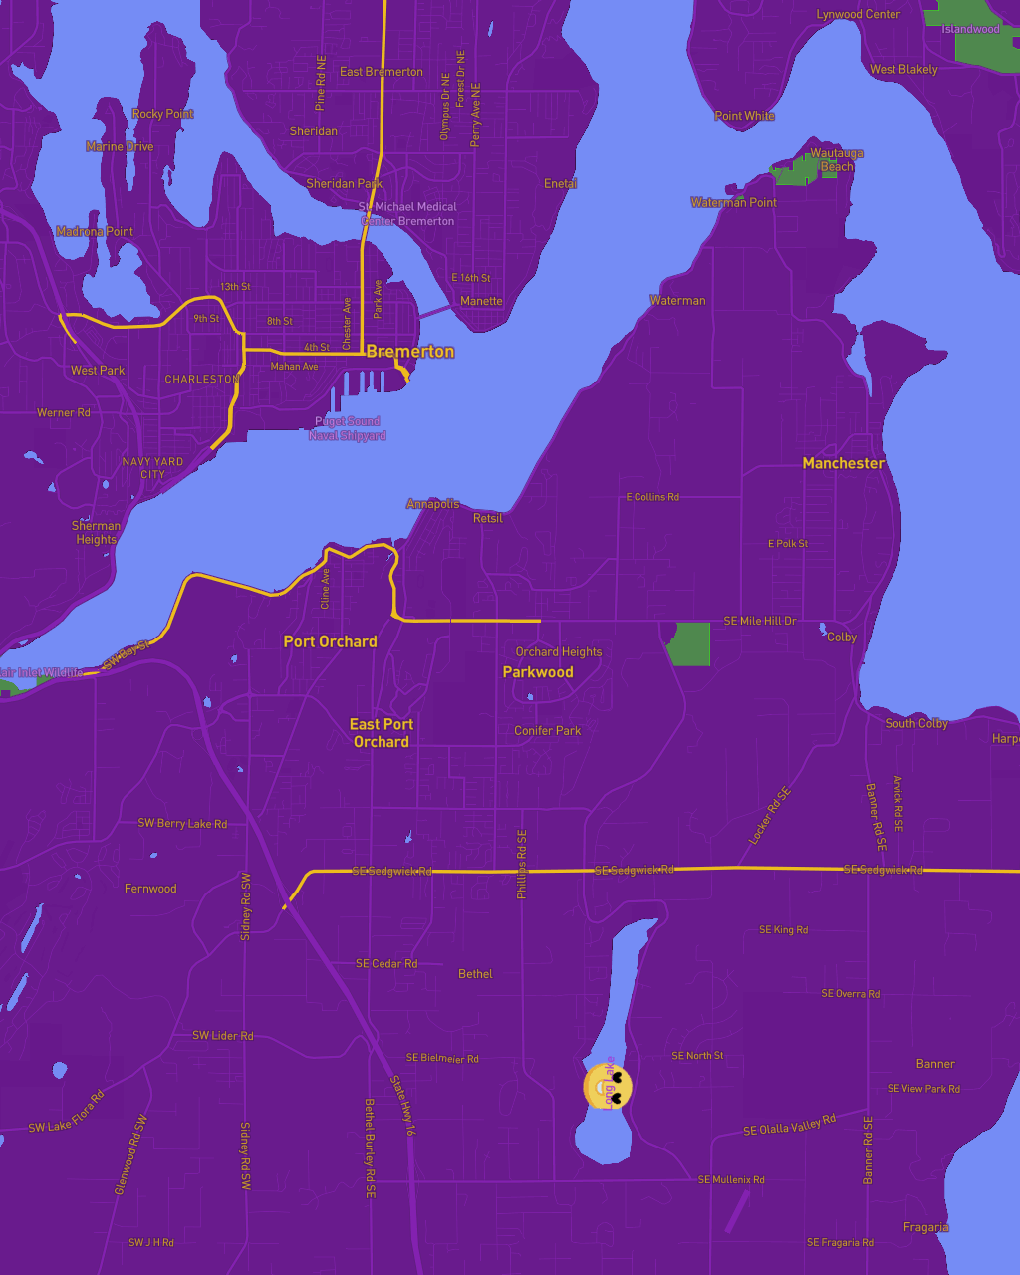 Lynwood Center
Islandwood
East Bremerton
Pine Rd NE
Olympus Dr NE
Forest Dr NE
Perry Ave NE
West Blakely
Rocky Point
Sheridan
Point White
Marine Drive
Wautauga
Beach
Sheridan Park
Enetai
St. Michael Medical
Center Bremerton
Waterman Point
Madrona Point
E 16th St
13th St
Park Ave
Manette
Waterman
Chester Ave
9th St
8th St
4th St
Bremerton
Mahan Ave
West Park
CHARLESTON
Werner Rd
Puget Sound
Naval Shipyard
NAVY YARD
CITY
Manchester
E Collins Rd
Annapolis
Retsil
Sherman
Heights
E Polk St
Cline Ave
SE Mile Hill Dr
Port Orchard
Colby
SW Bay St
Orchard Heights
Parkwood
air Inlet Wildlife
East Port
Orchard
Conifer Park
South Colby
Harpe
Arvick Rd SE
Banner Rd SE
Locker Rd SE
SW Berry Lake Rd
Phillips Rd SE
SE Sedgwick Rd
SE Sedgwick Rd
SE Sedgwick Rd
Fernwood
Sidney Rd SW
SE King Rd
SE Cedar Rd
Bethel
SE Overra Rd
SW Lider Rd
SE Bielmeier Rd
SE North St
Banner
Long Lake
SE View Park Rd
State Hwy 16
SW Lake Flora Rd
Glenwood Rd SW
Sidney Rd SW
Bethel Burley Rd SE
SE Olalla Valley Rd
Banner Rd SE
SE Mullenix Rd
Fragaria
SW J H Rd
SE Fragaria Rd